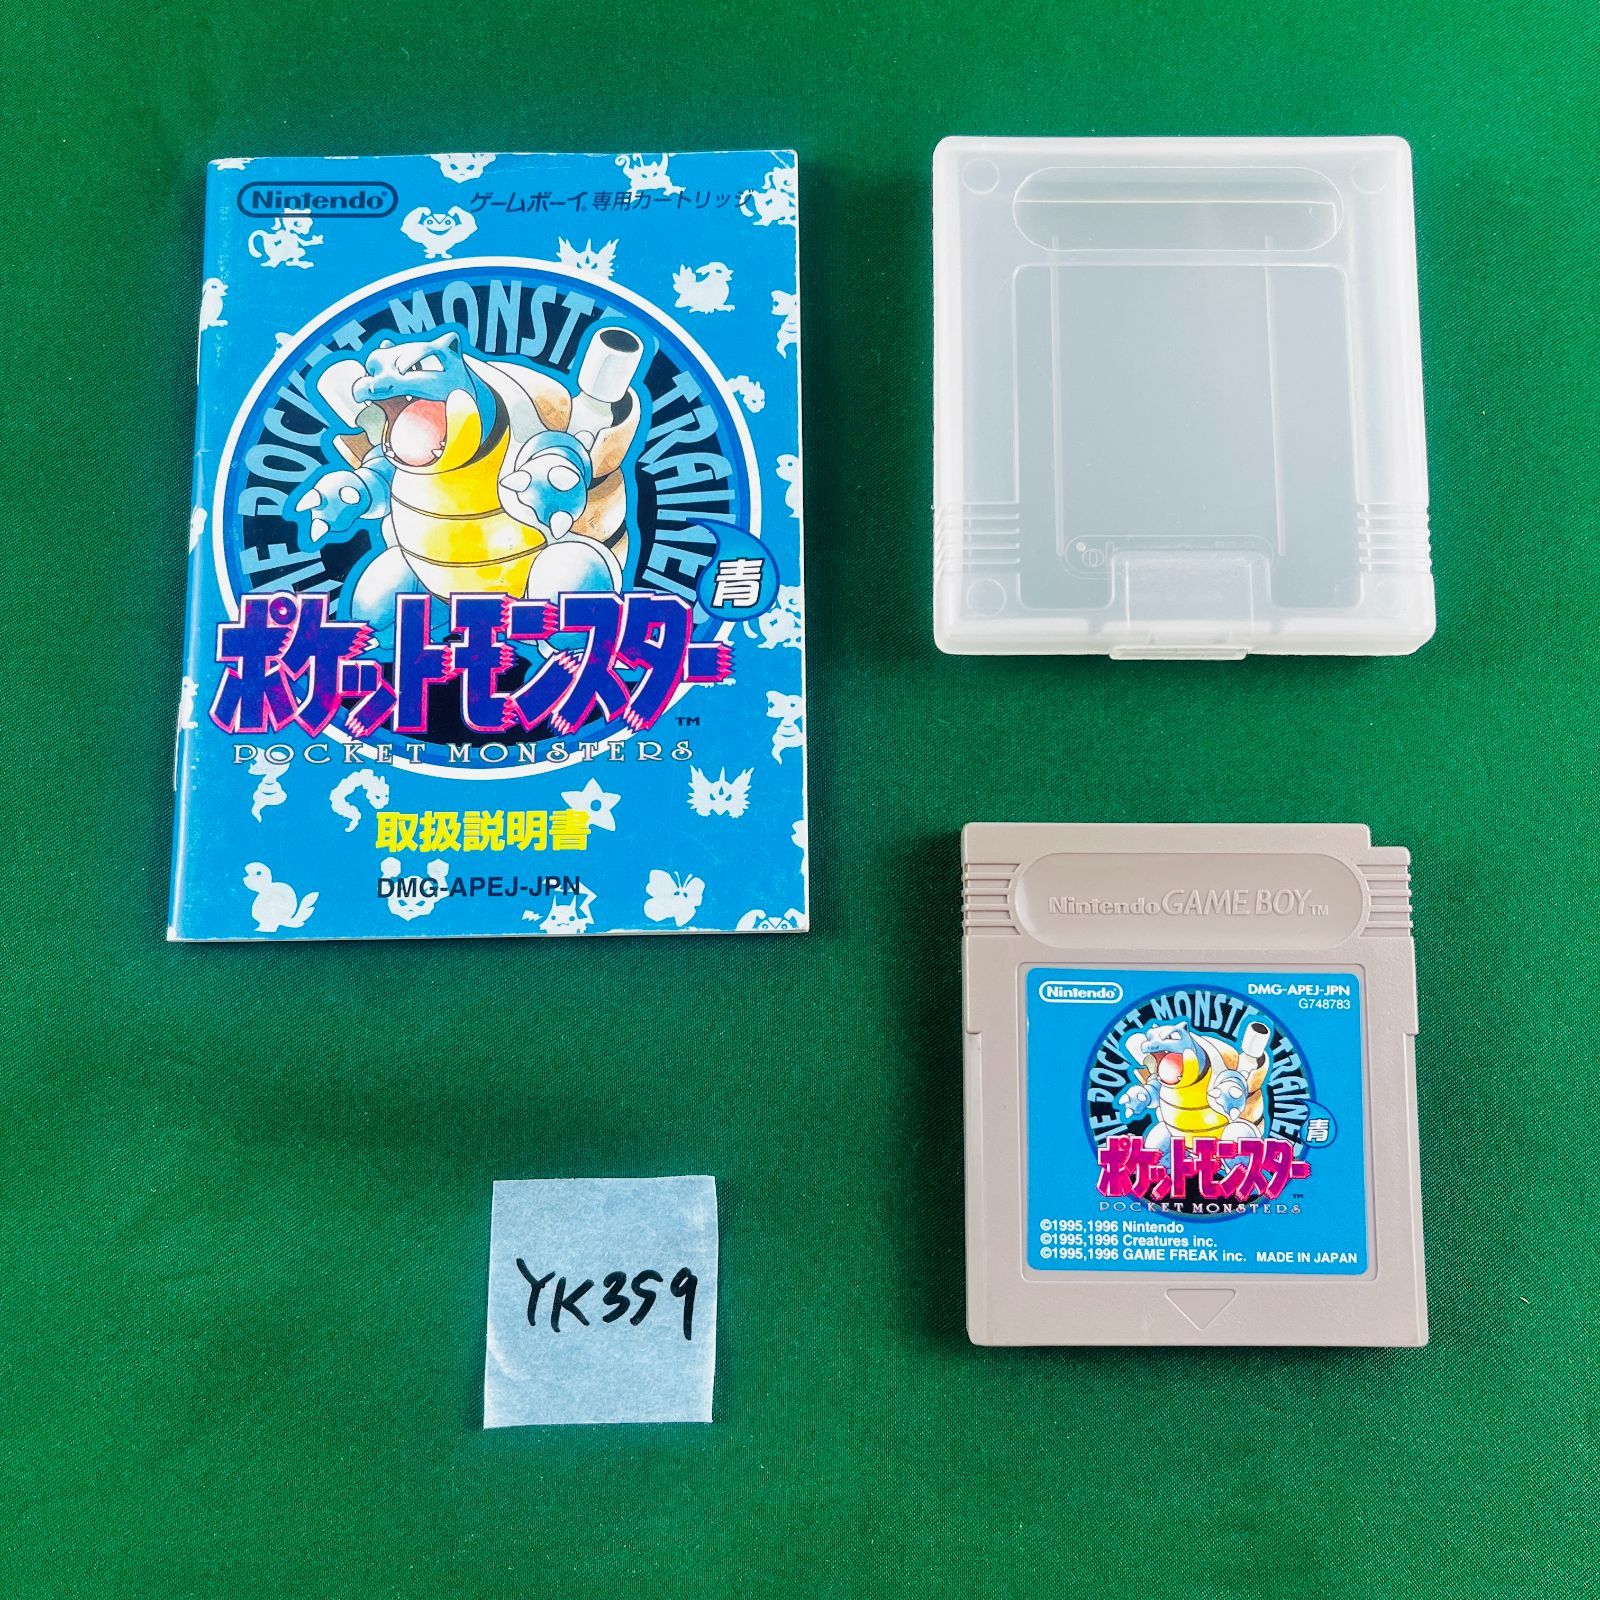 Nintendo®
ゲームボーイ®専用カートリッジ
THE POCKET MONSTER TRAINER
青
ポケットモンスター
™
POCKET MONSTERS
取扱説明書
DMG-APEJ-JPN
Nintendo GAME BOY™
Nintendo®
DMG-APEJ-JPN
G748783
THE POCKET MONSTER TRAINER
青
ポケットモンスター
™
POCKET MONSTERS
©1995,1996 Nintendo
©1995,1996 Creatures inc.
©1995,1996 GAME FREAK inc. MADE IN JAPAN
YK359